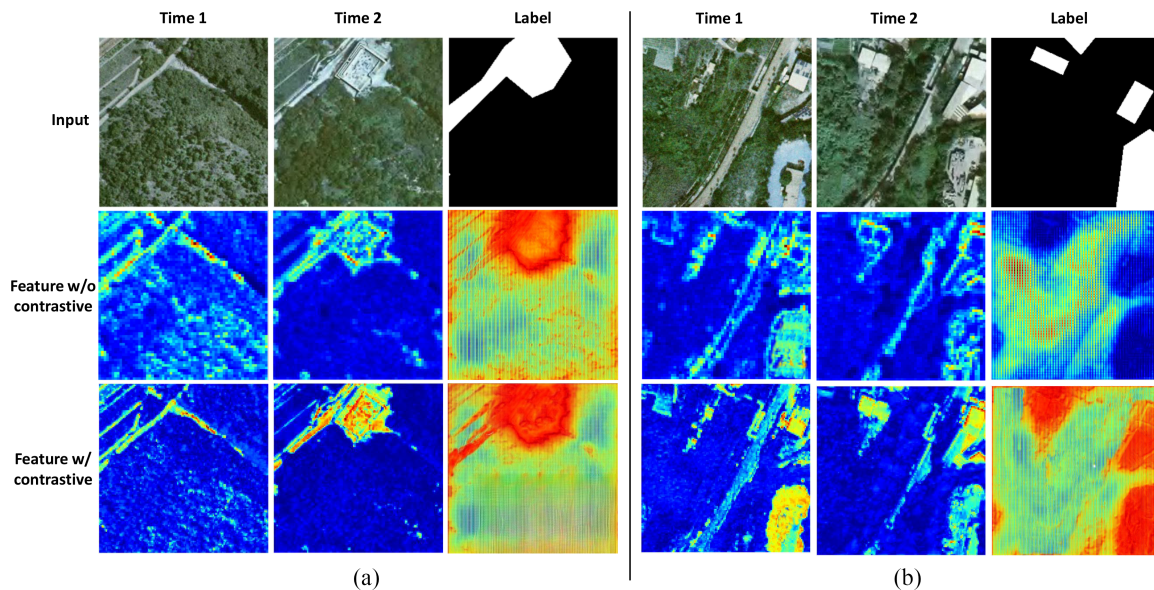 Time 1 Time 2 Label Time 1 Time 2 Label
Input
Feature w/o
contrastive
Feature w/
contrastive
(a) (b)